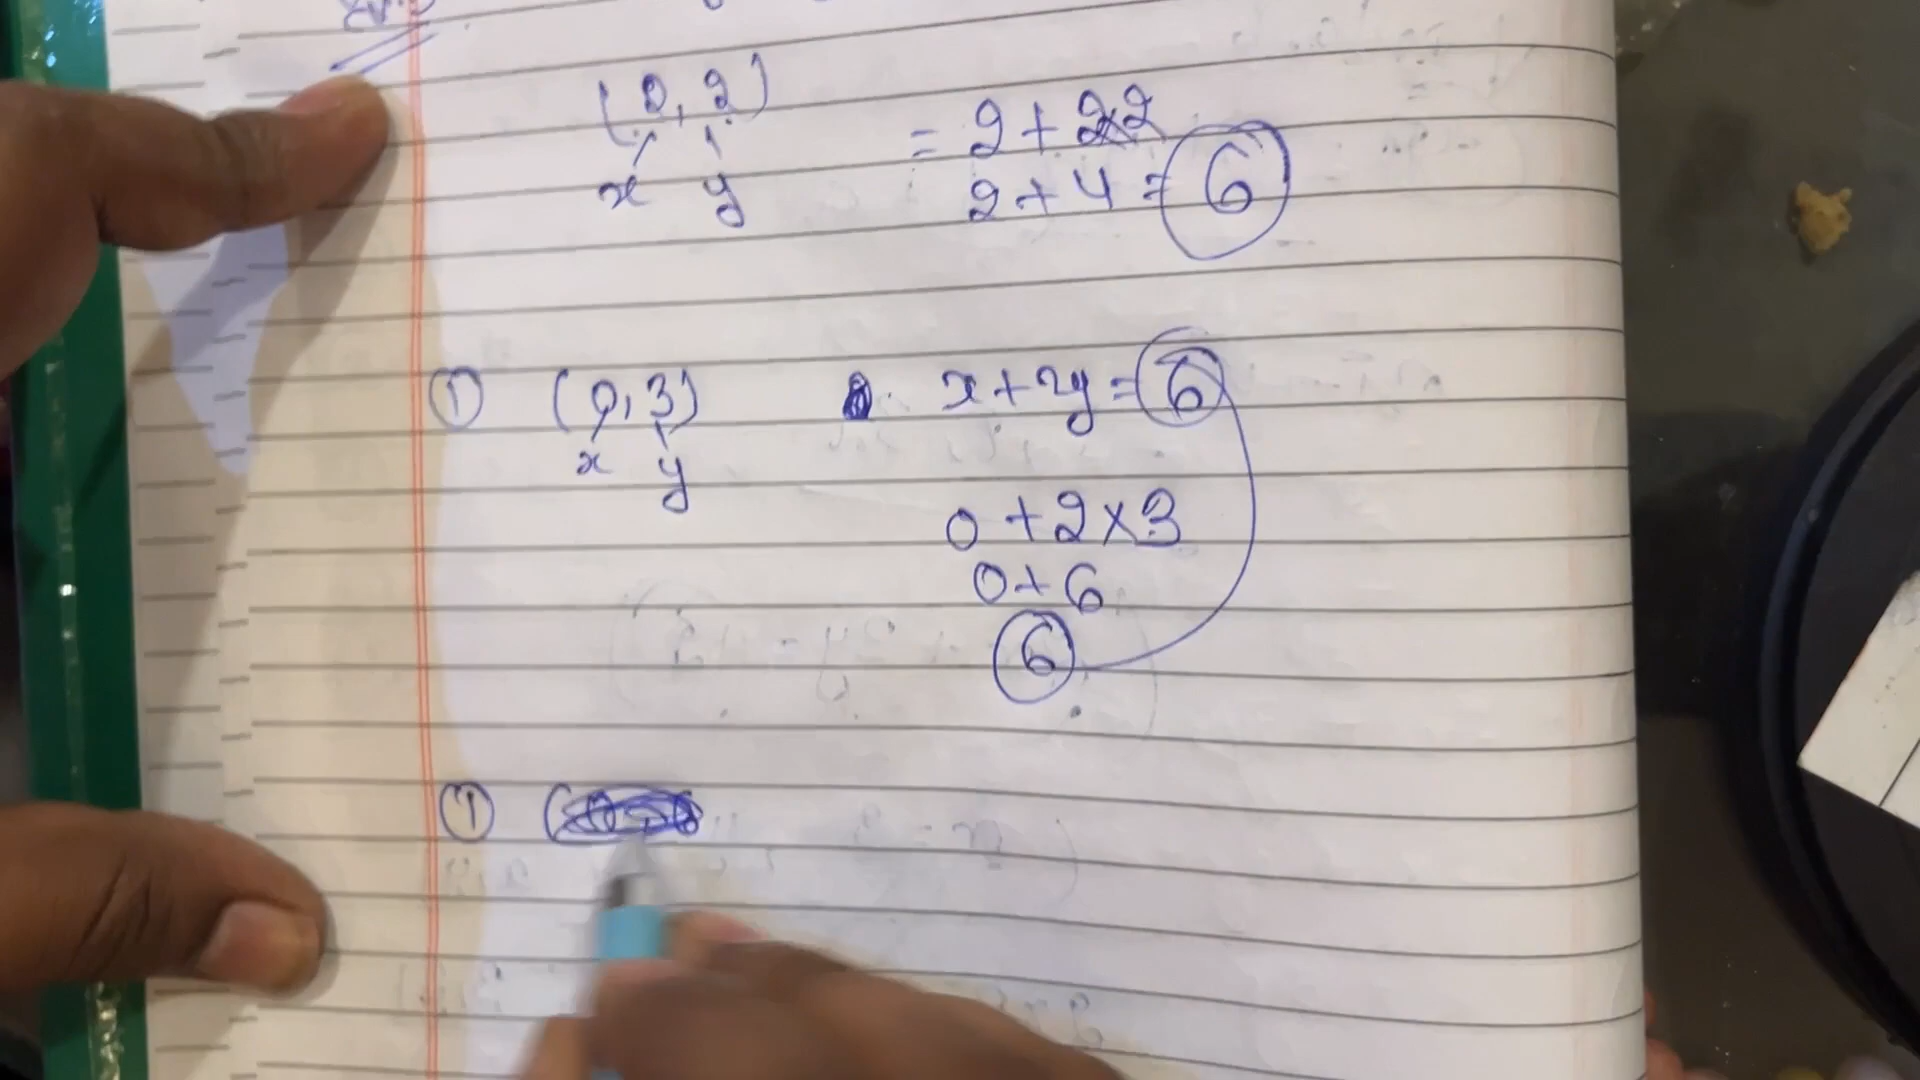 (2, 2)
x y
= 2 + 2×2
2 + 4 = 6
① (0, 3) x + 2y = 6
x y
0 + 2 × 3
0 + 6
6
①